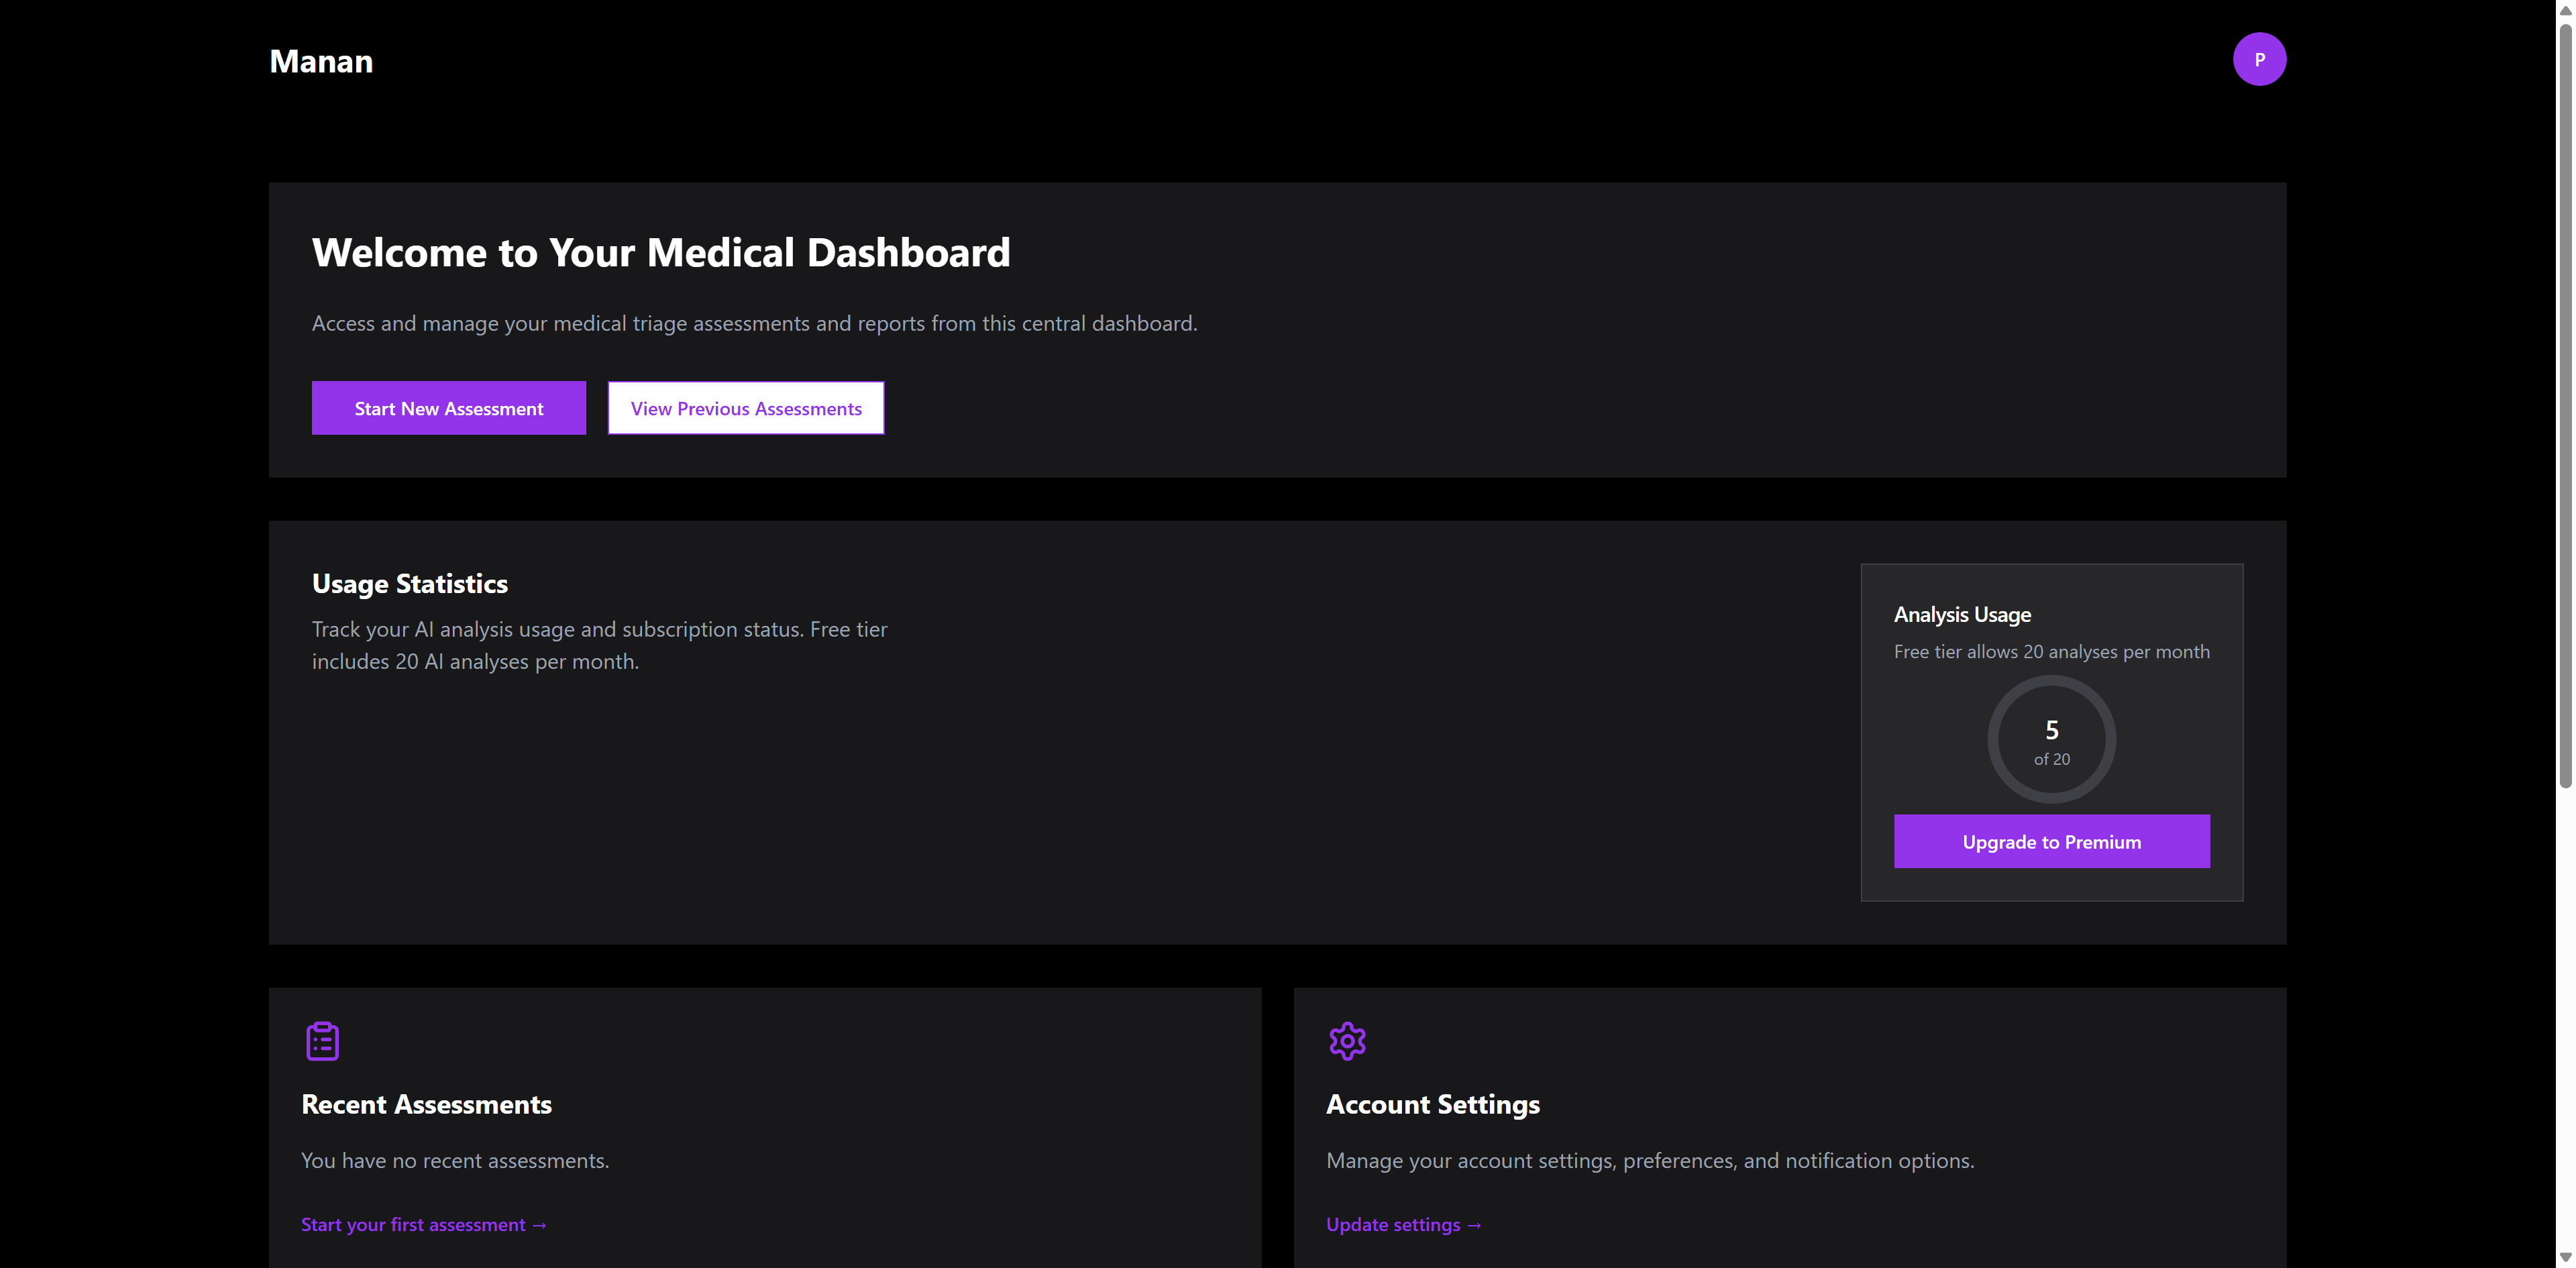 Manan
P
Welcome to Your Medical Dashboard
Access and manage your medical triage assessments and reports from this central dashboard.
Start New Assessment
View Previous Assessments
Usage Statistics
Track your AI analysis usage and subscription status. Free tier
includes 20 AI analyses per month.
Analysis Usage
Free tier allows 20 analyses per month
5
of 20
Upgrade to Premium
Recent Assessments
You have no recent assessments.
Start your first assessment →
Account Settings
Manage your account settings, preferences, and notification options.
Update settings →